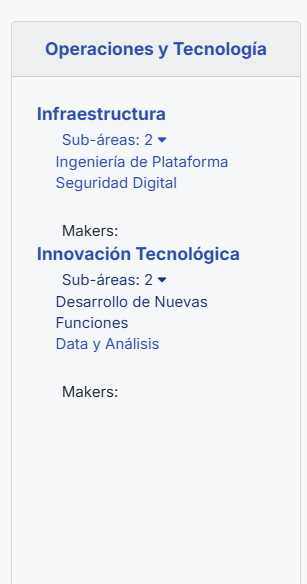 Operaciones y Tecnología
Infraestructura
Sub-áreas: 2
Ingeniería de Plataforma
Seguridad Digital
Makers:
Innovación Tecnológica
Sub-áreas: 2
Desarrollo de Nuevas
Funciones
Data y Análisis
Makers: